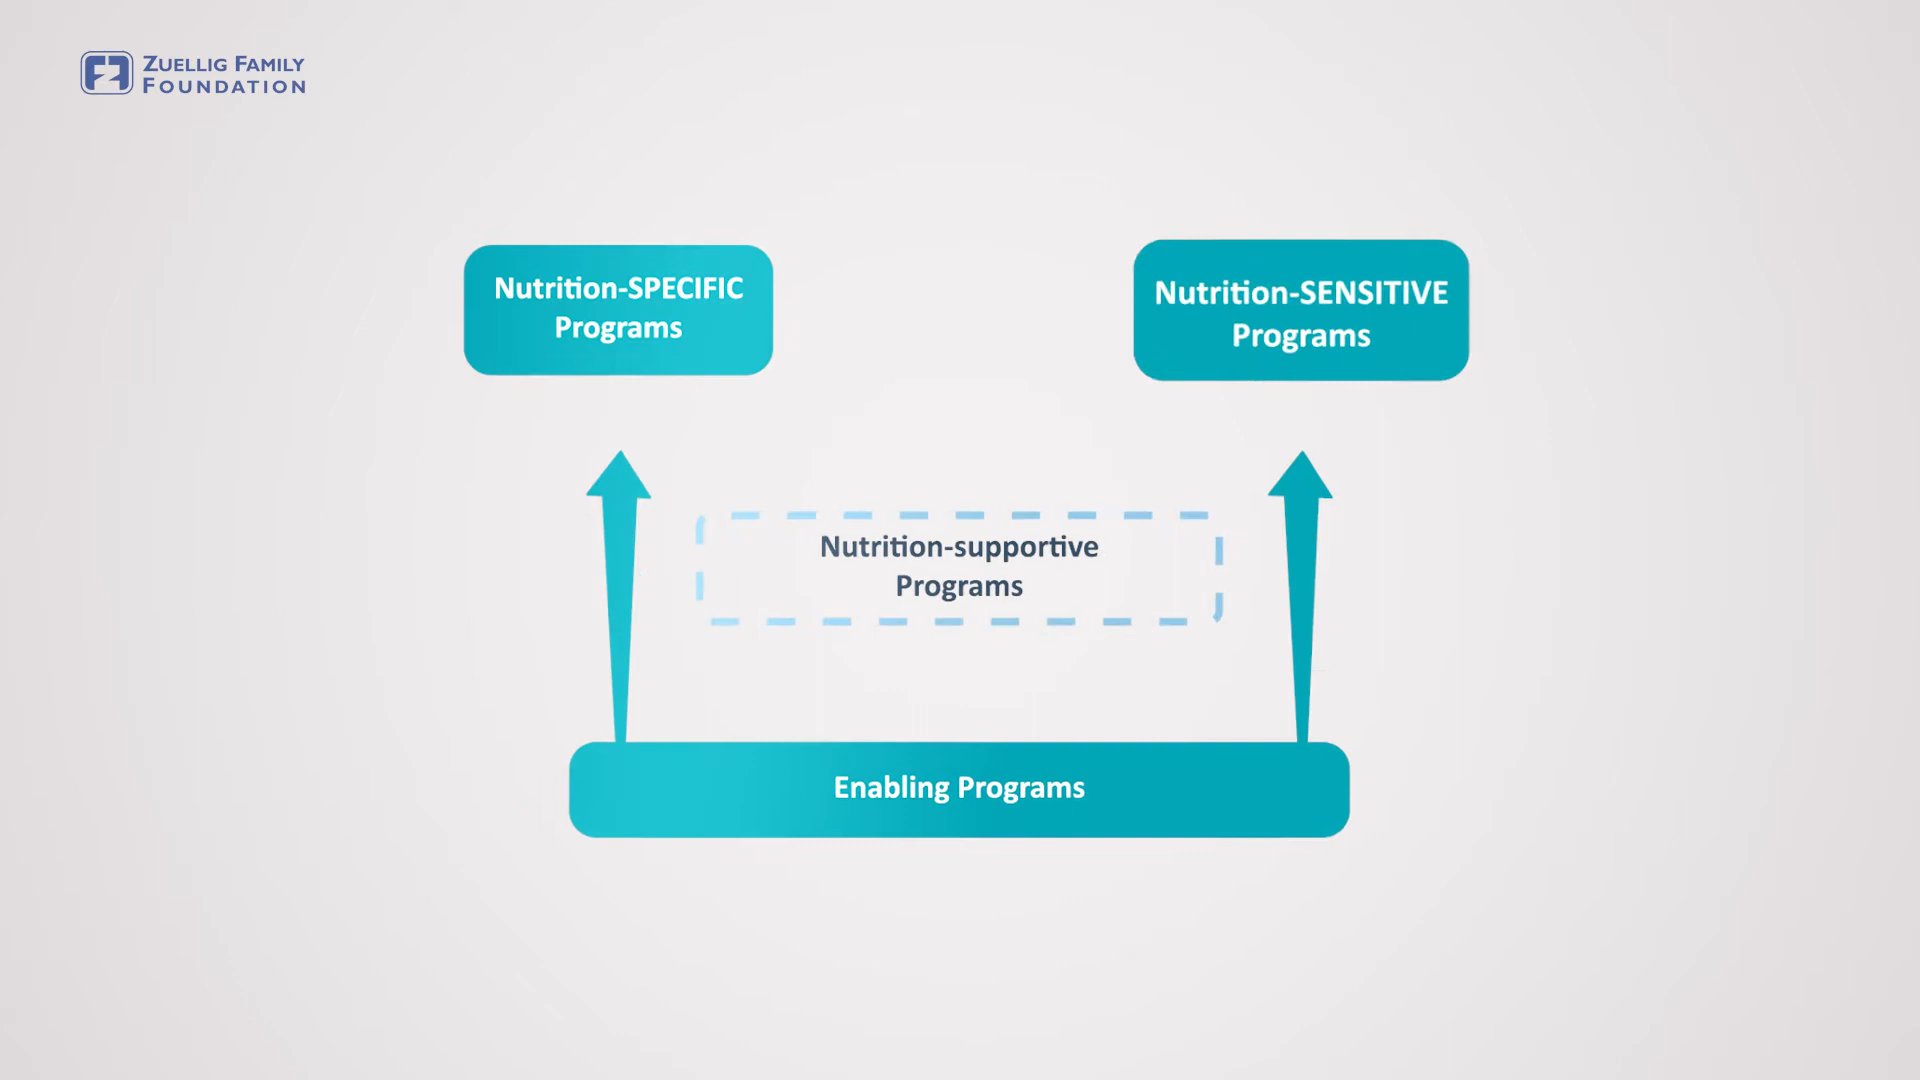 ZUELLIG FAMILY
FOUNDATION
Nutrition-SPECIFIC
Programs
Nutrition-SENSITIVE
Programs
Nutrition-supportive
Programs
Enabling Programs